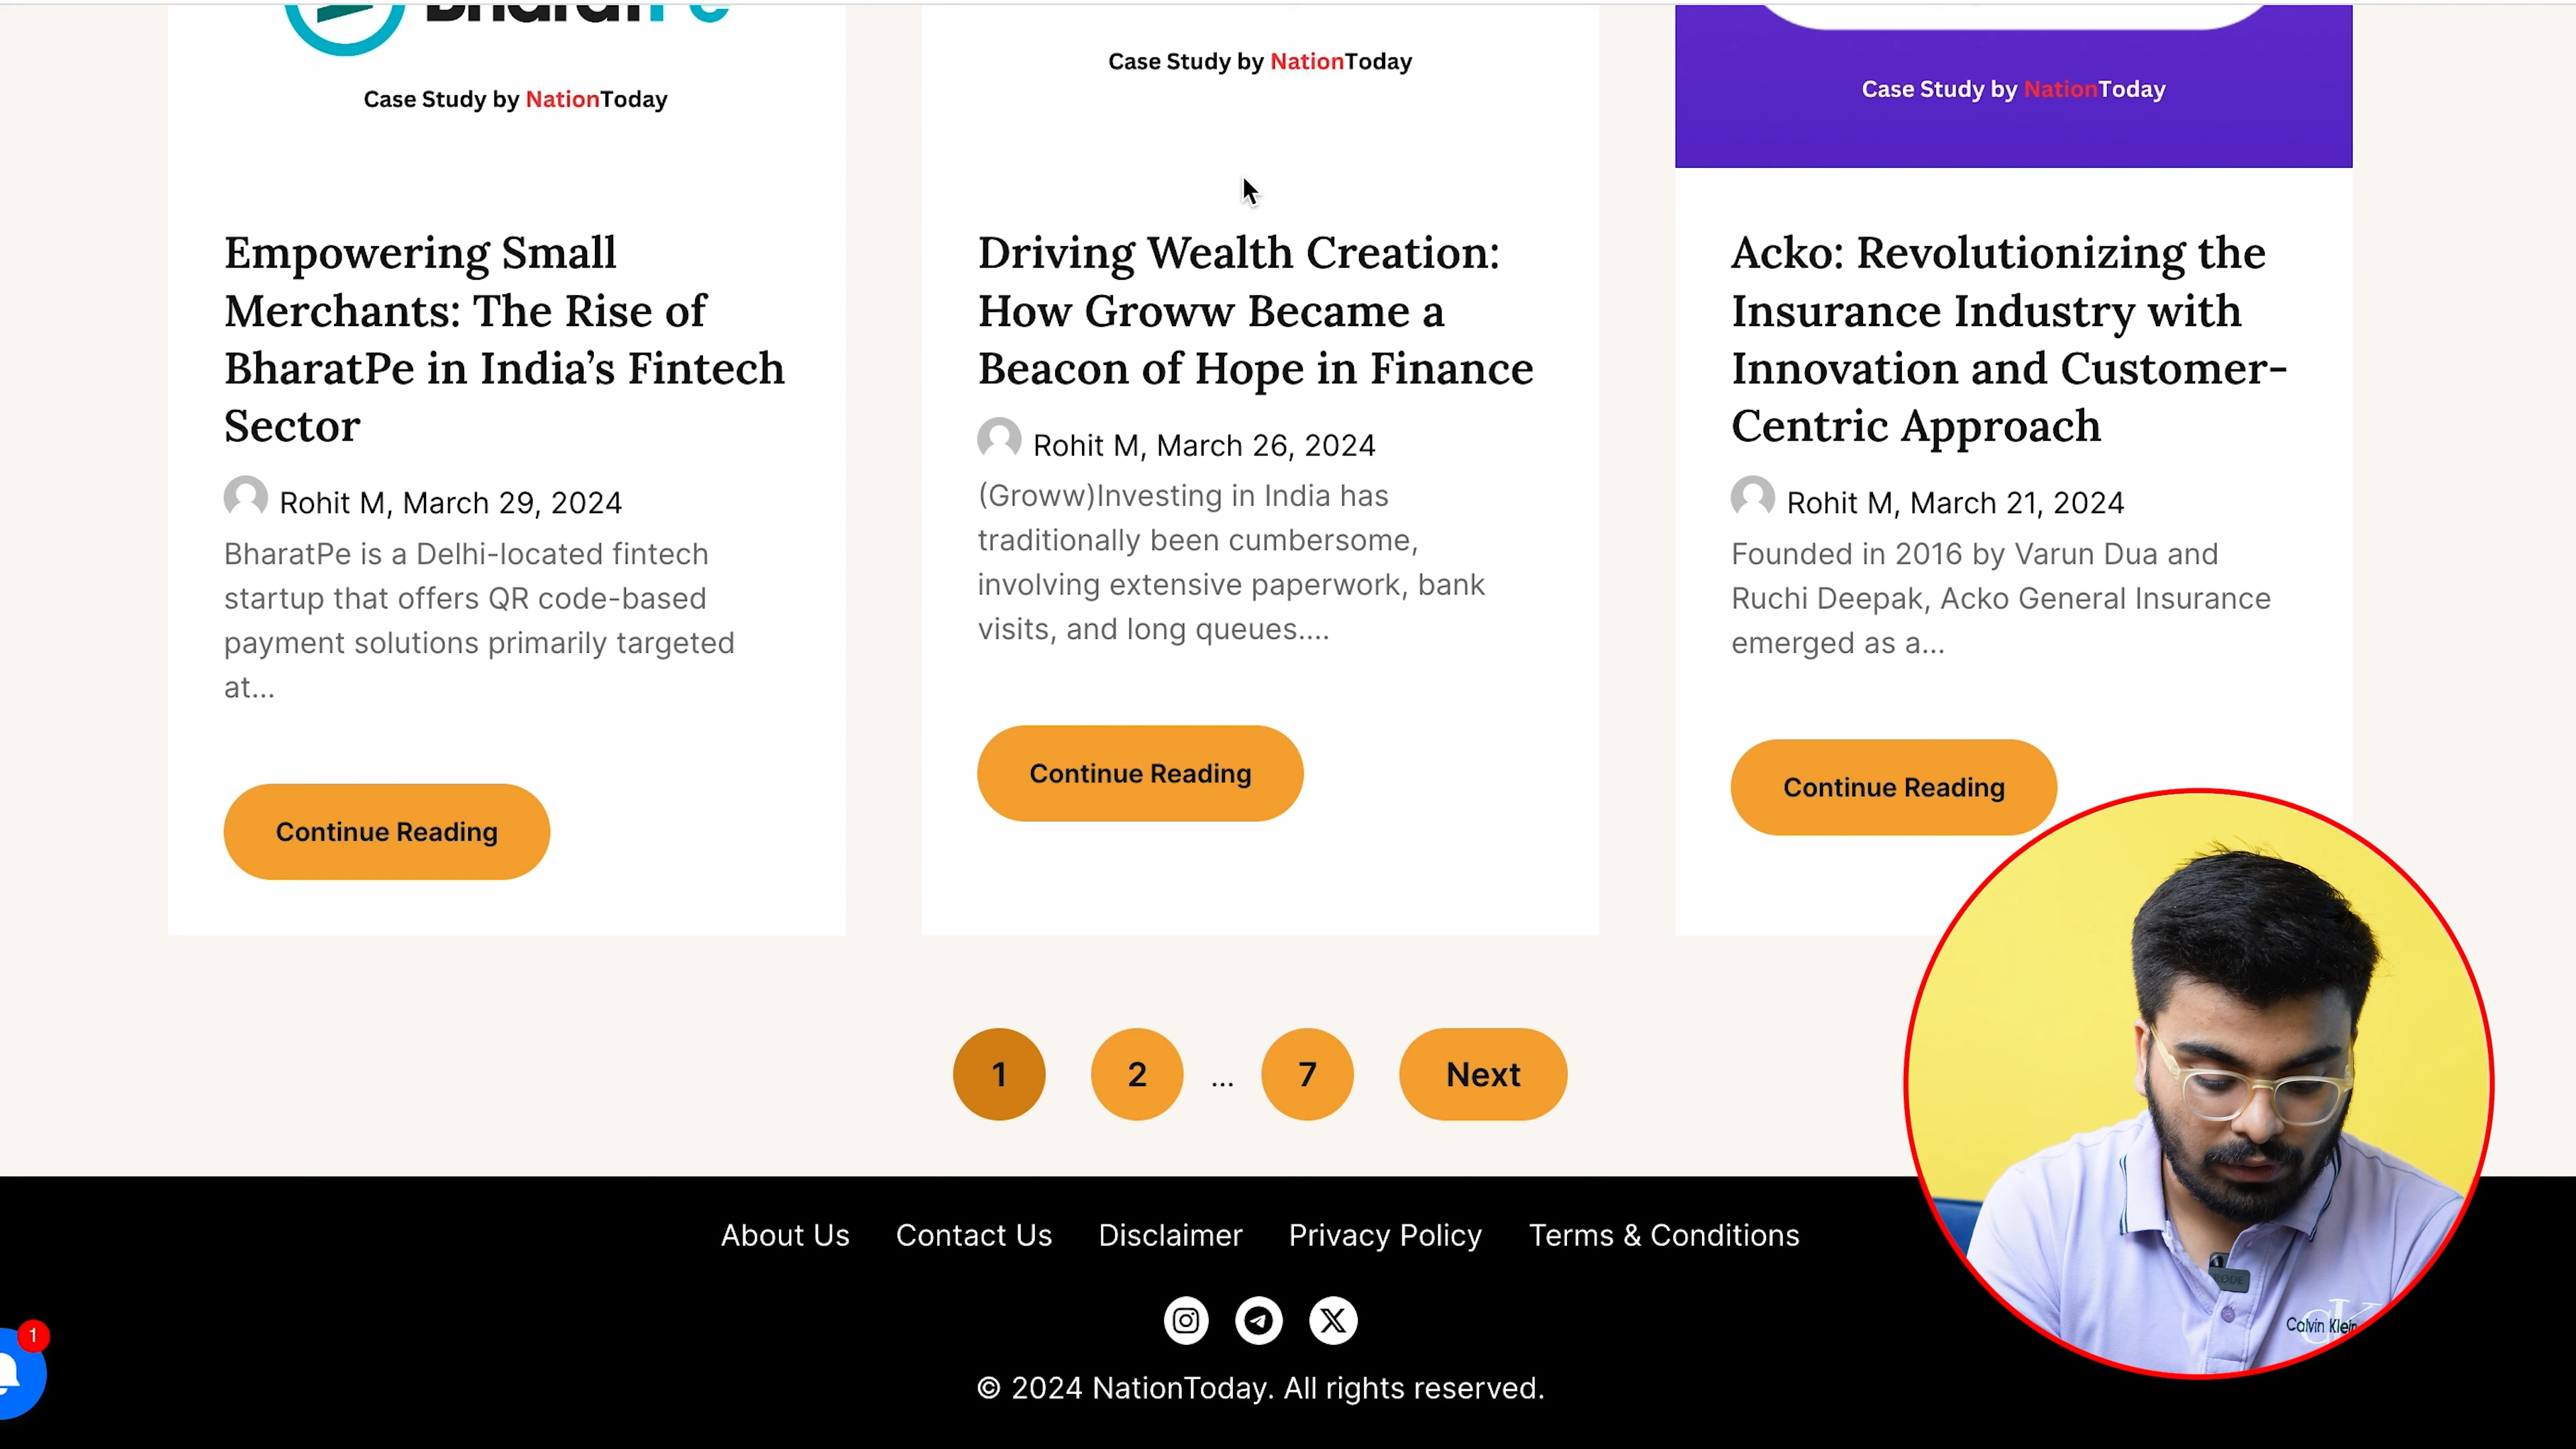 BharatPe
Case Study by NationToday
Empowering Small
Merchants: The Rise of
BharatPe in India’s Fintech
Sector
Rohit M, March 29, 2024
BharatPe is a Delhi-located fintech
startup that offers QR code-based
payment solutions primarily targeted
at...
Continue Reading
Case Study by NationToday
Driving Wealth Creation:
How Groww Became a
Beacon of Hope in Finance
Rohit M, March 26, 2024
(Groww)Investing in India has
traditionally been cumbersome,
involving extensive paperwork, bank
visits, and long queues....
Continue Reading
Case Study by NationToday
Acko: Revolutionizing the
Insurance Industry with
Innovation and Customer-
Centric Approach
Rohit M, March 21, 2024
Founded in 2016 by Varun Dua and
Ruchi Deepak, Acko General Insurance
emerged as a...
Continue Reading
1 2 ... 7 Next
About Us Contact Us Disclaimer Privacy Policy Terms & Conditions
© 2024 NationToday. All rights reserved.
1
CK
Calvin Klein